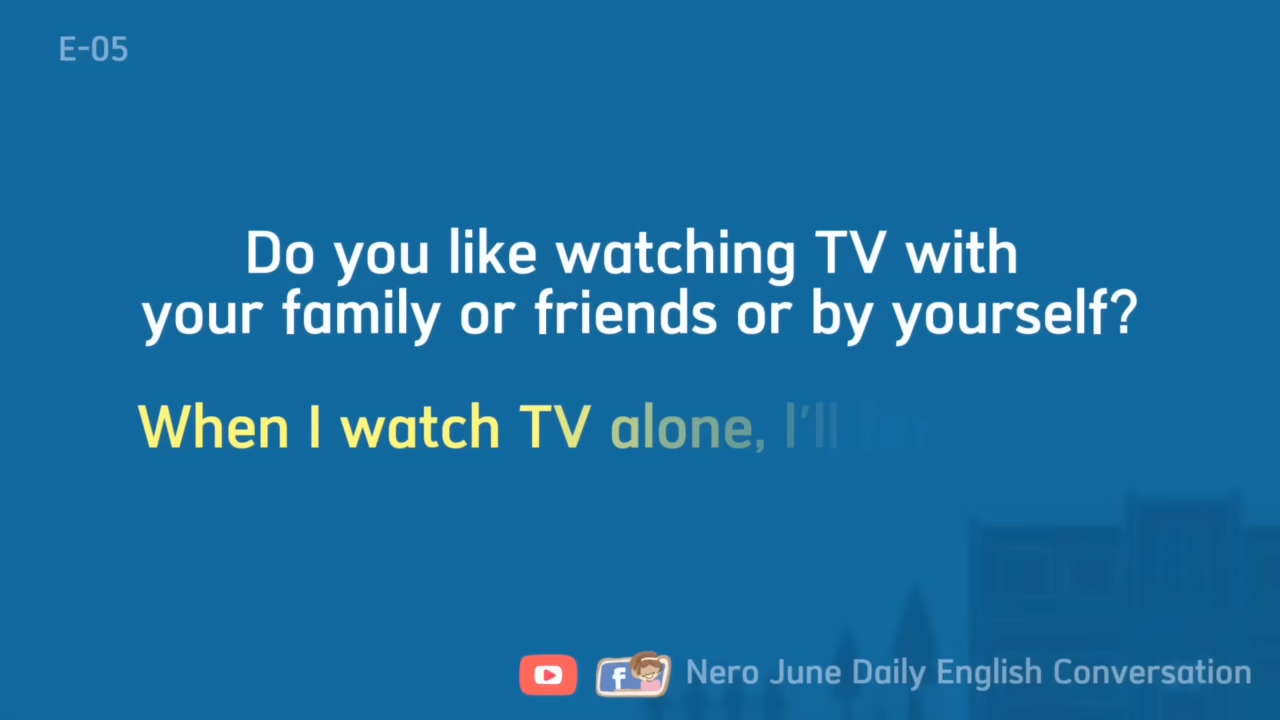 E-05
Do you like watching TV with
your family or friends or by yourself?
When I watch TV alone, I'll
Nero June Daily English Conversation